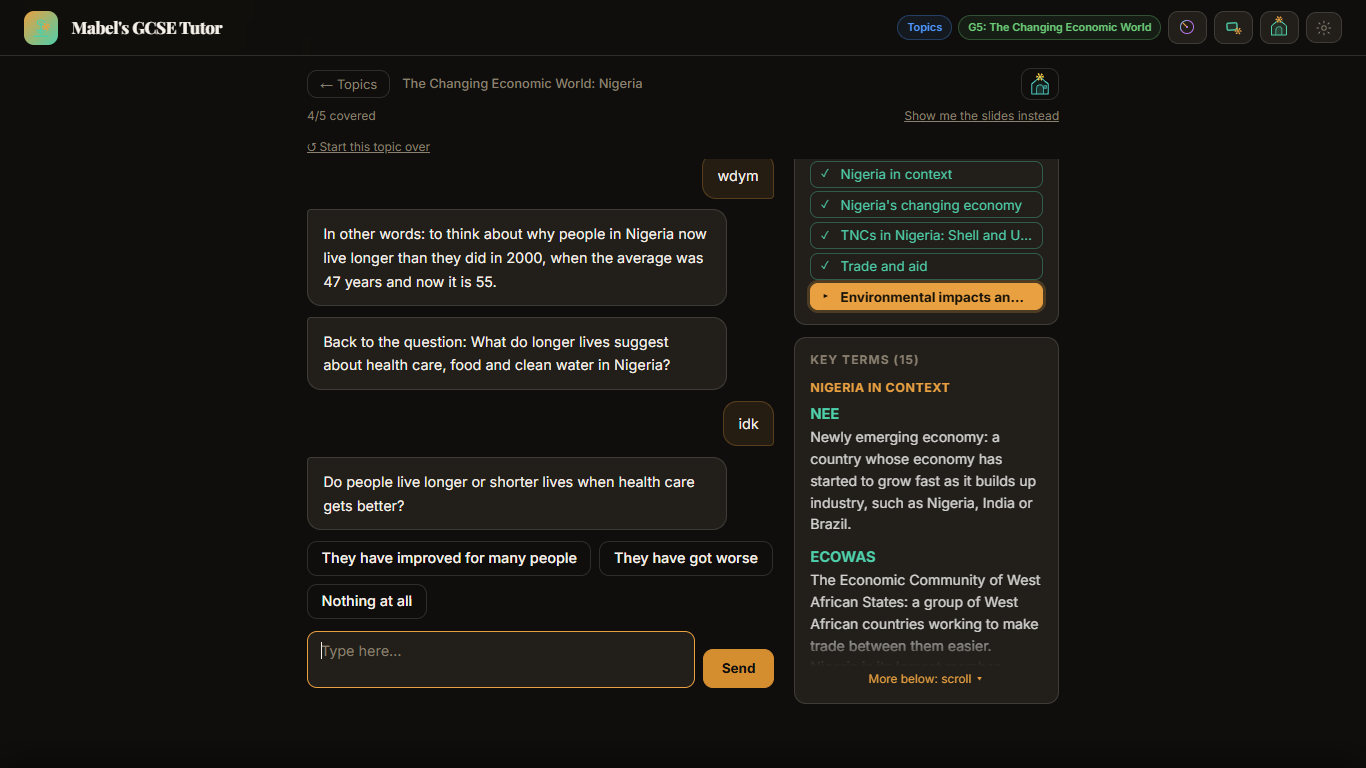 Mabel's GCSE Tutor
Topics
G5: The Changing Economic World
← Topics
The Changing Economic World: Nigeria
4/5 covered
Show me the slides instead
↺ Start this topic over
wdym
In other words: to think about why people in Nigeria now
live longer than they did in 2000, when the average was
47 years and now it is 55.
Back to the question: What do longer lives suggest
about health care, food and clean water in Nigeria?
idk
Do people live longer or shorter lives when health care
gets better?
They have improved for many people
They have got worse
Nothing at all
Type here...
Send
✓ Nigeria in context
✓ Nigeria's changing economy
✓ TNCs in Nigeria: Shell and U...
✓ Trade and aid
▸ Environmental impacts an...
KEY TERMS (15)
NIGERIA IN CONTEXT
NEE
Newly emerging economy: a
country whose economy has
started to grow fast as it builds up
industry, such as Nigeria, India or
Brazil.
ECOWAS
The Economic Community of West
African States: a group of West
African countries working to make
trade between them easier.
More below: scroll ▾